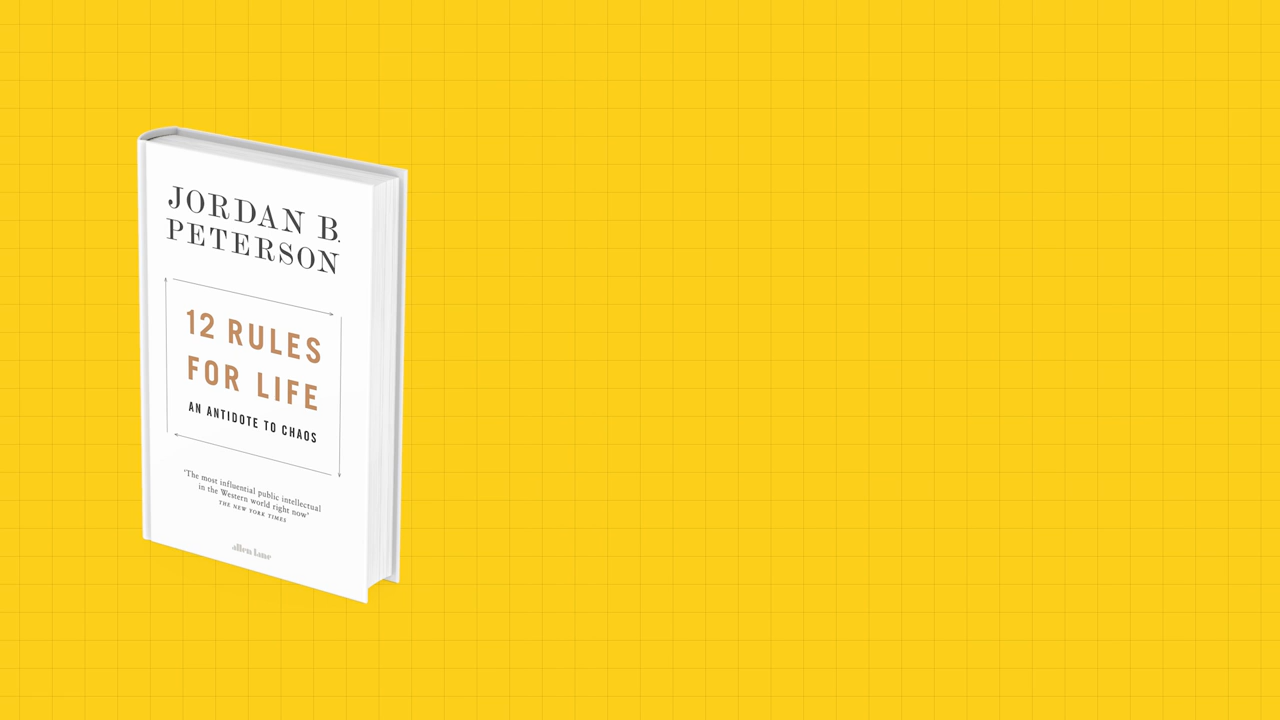 JORDAN B.
PETERSON
12 RULES
FOR LIFE
AN ANTIDOTE TO CHAOS
'The most influential public intellectual
in the Western world right now'
THE NEW YORK TIMES
allen lane